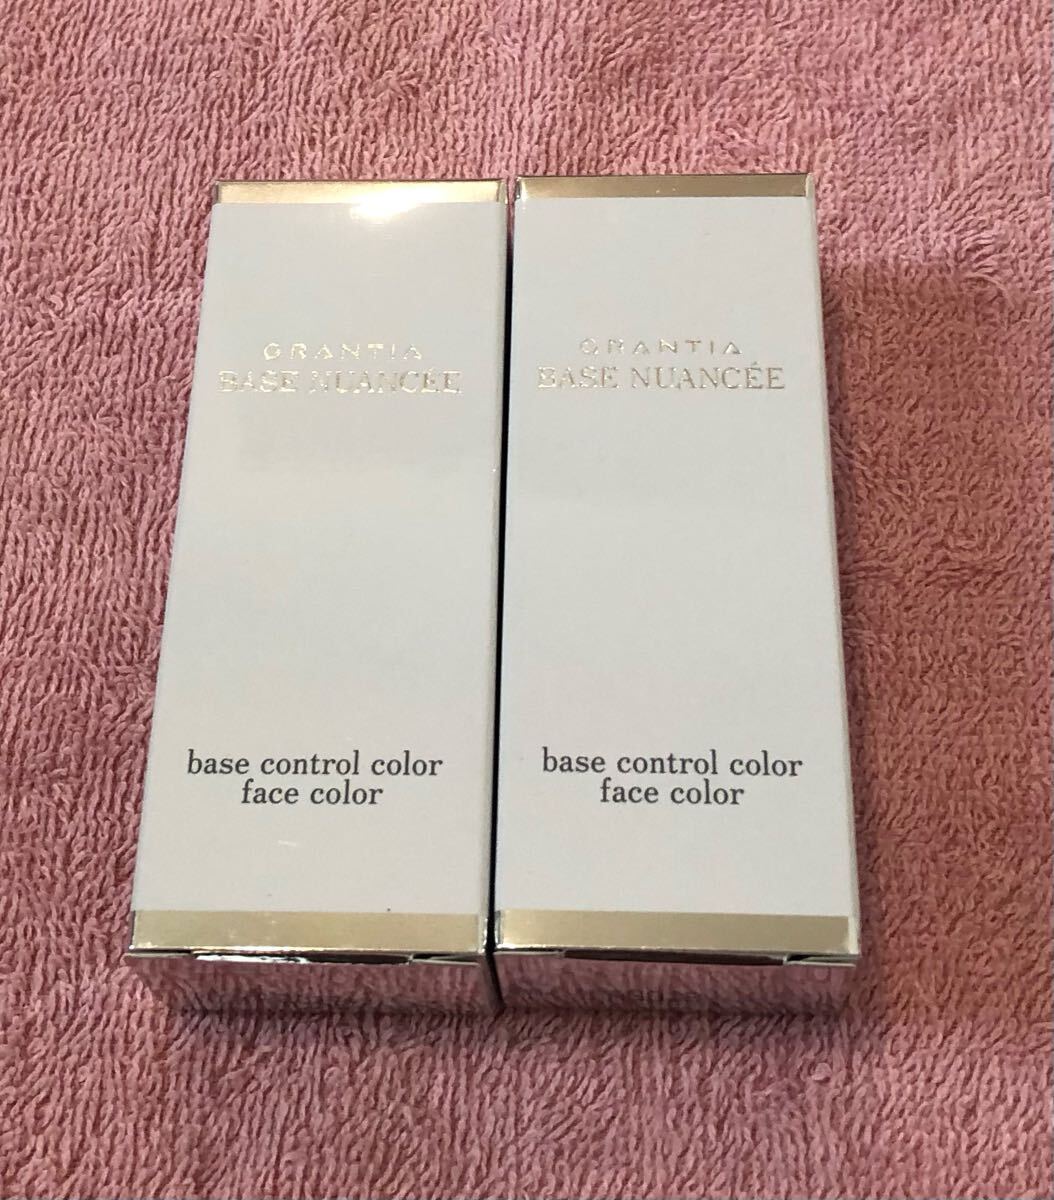 GRANTIA
BASE NUANCÉE
base control color
face color
GRANTIA
BASE NUANCÉE
base control color
face color